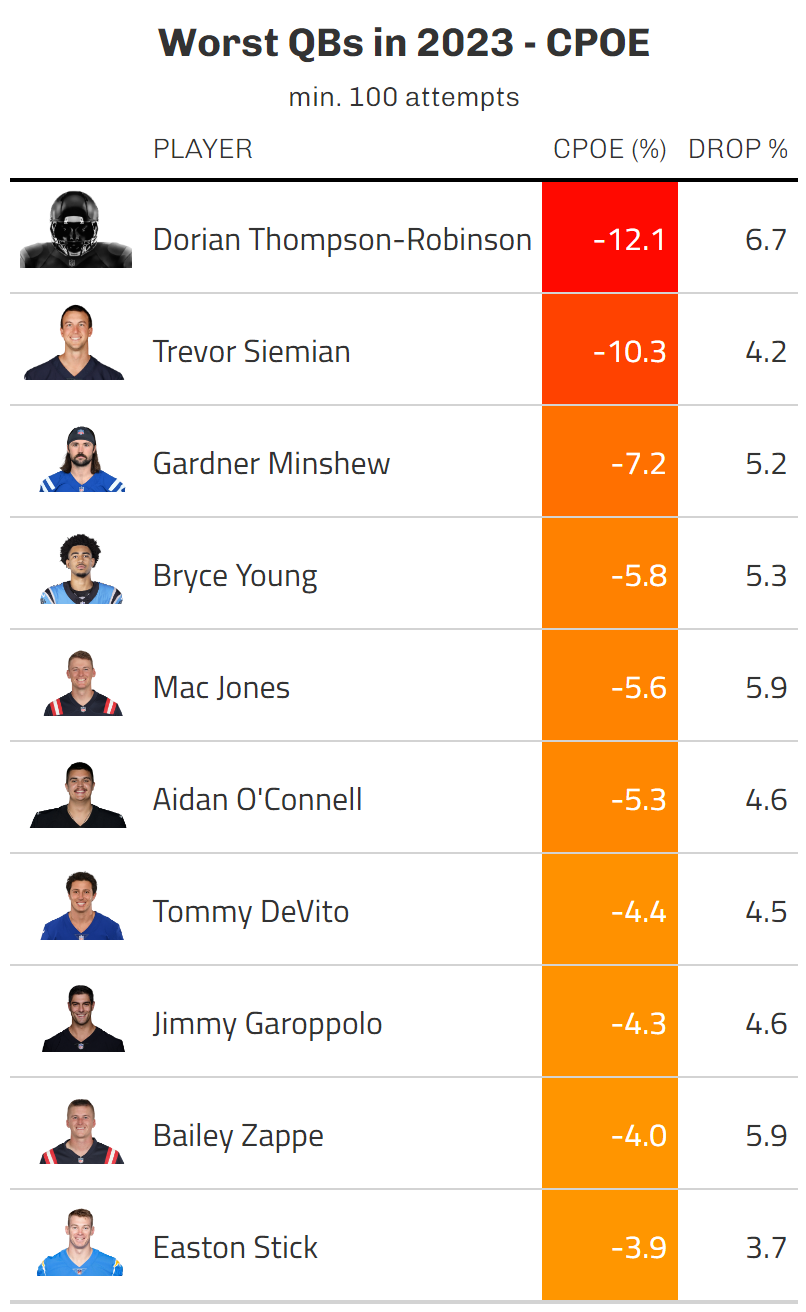 Worst QBs in 2023 - CPOE
min. 100 attempts
PLAYER CPOE (%) DROP %
Dorian Thompson-Robinson -12.1 6.7
Trevor Siemian -10.3 4.2
Gardner Minshew -7.2 5.2
Bryce Young -5.8 5.3
Mac Jones -5.6 5.9
Aidan O'Connell -5.3 4.6
Tommy DeVito -4.4 4.5
Jimmy Garoppolo -4.3 4.6
Bailey Zappe -4.0 5.9
Easton Stick -3.9 3.7